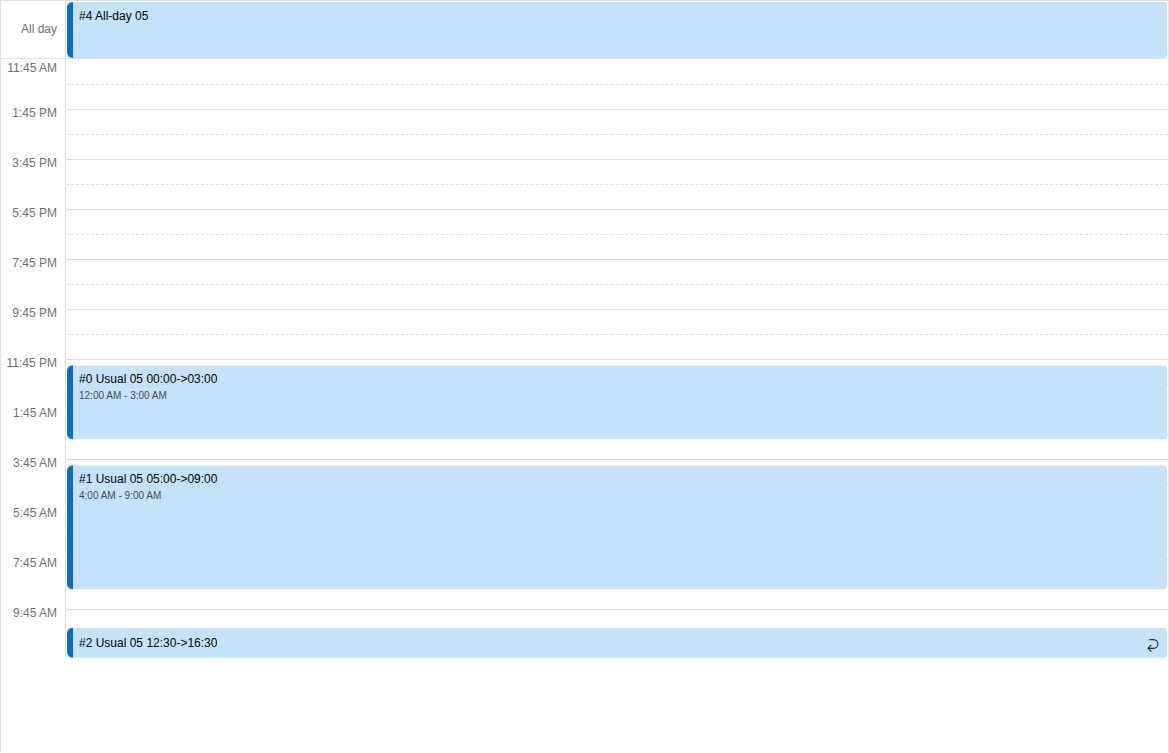 All day
#4 All-day 05
11:45 AM
1:45 PM
3:45 PM
5:45 PM
7:45 PM
9:45 PM
11:45 PM
#0 Usual 05 00:00->03:00
12:00 AM - 3:00 AM
1:45 AM
3:45 AM
#1 Usual 05 05:00->09:00
4:00 AM - 9:00 AM
5:45 AM
7:45 AM
9:45 AM
#2 Usual 05 12:30->16:30